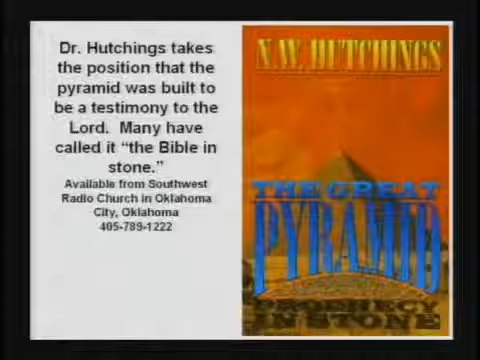 Dr. Hutchings takes
the position that the
pyramid was built to
be a testimony to the
Lord. Many have
called it “the Bible in
stone.”
Available from Southwest
Radio Church in Oklahoma
City, Oklahoma
405-789-1222
N.W. HUTCHINGS
THE GREAT
PYRAMID
PROPHECY
IN STONE